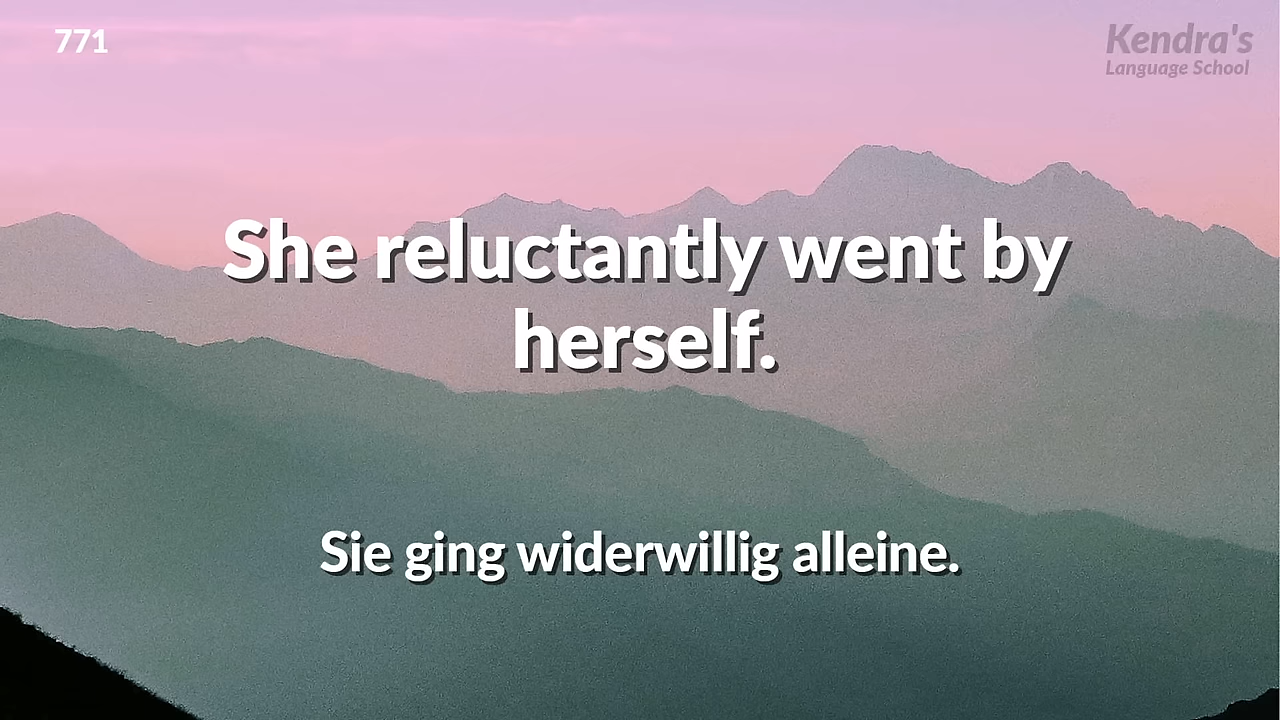 771
Kendra's
Language School
She reluctantly went by
herself.
Sie ging widerwillig alleine.